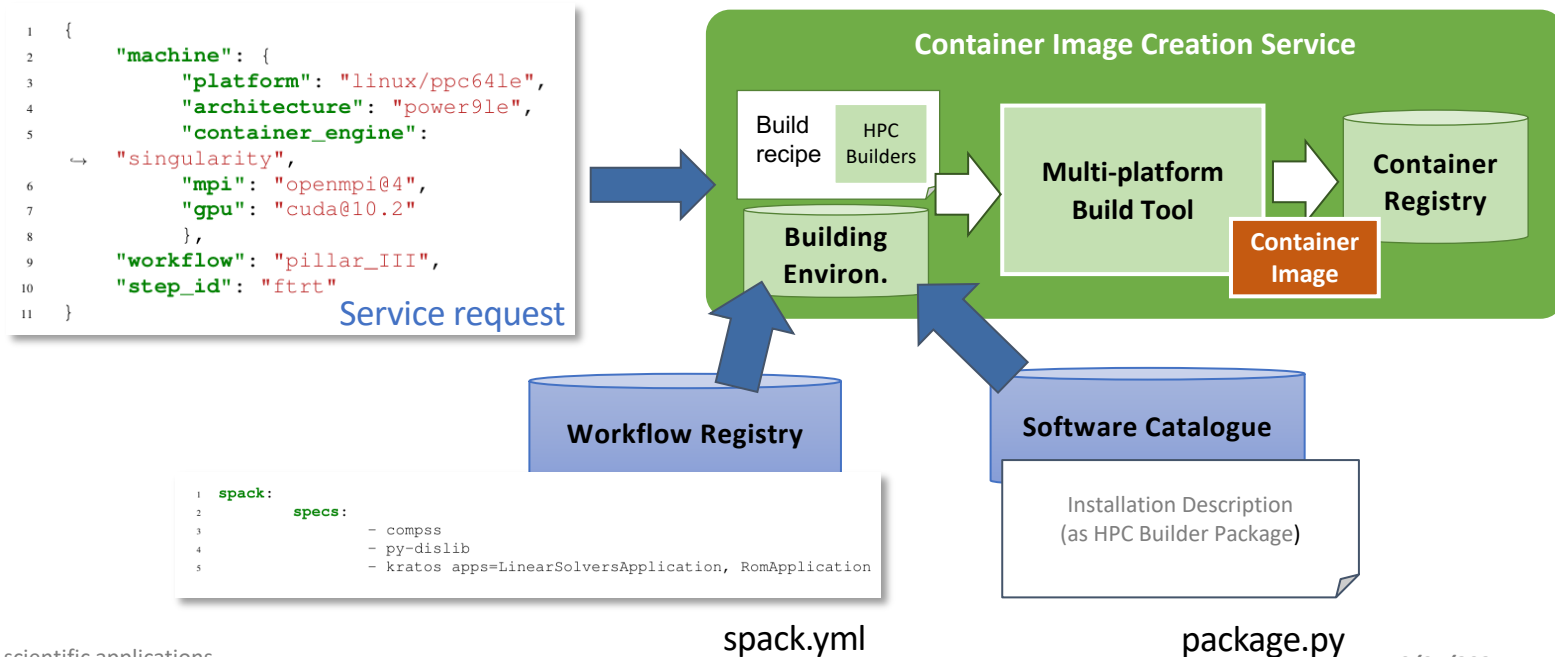 1 {
2 "machine": {
3 "platform": "linux/ppc64le",
4 "architecture": "power9le",
5 "container_engine":
↪ "singularity",
6 "mpi": "openmpi@4",
7 "gpu": "cuda@10.2"
8 },
9 "workflow": "pillar_III",
10 "step_id": "ftrt"
11 }
Service request
Container Image Creation Service
Build
recipe
HPC
Builders
Building
Environ.
Multi-platform
Build Tool
Container
Image
Container
Registry
Workflow Registry
1 spack:
2 specs:
3 - compss
4 - py-dislib
5 - kratos apps=LinearSolversApplication, RomApplication
spack.yml
Software Catalogue
Installation Description
(as HPC Builder Package)
package.py
scientific applications